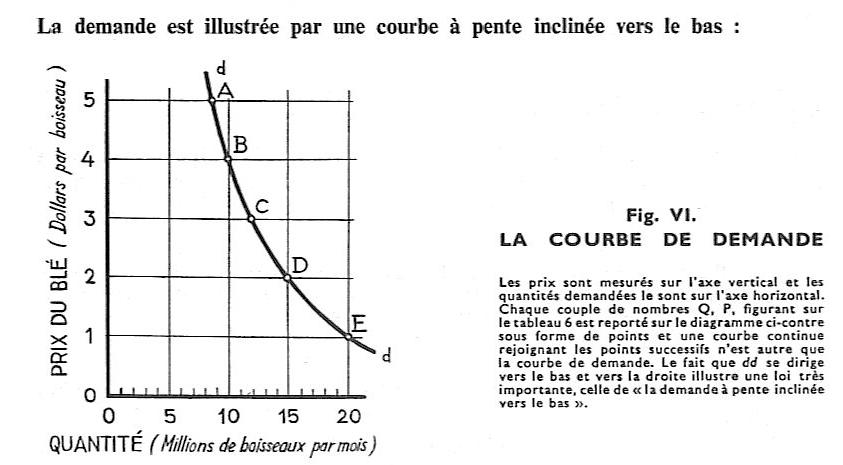 La demande est illustrée par une courbe à pente inclinée vers le bas :
PRIX DU BLÉ (Dollars par boisseau)
5
4
3
2
1
0
d
A
B
C
D
E
d
0 5 10 15 20
QUANTITÉ (Millions de boisseaux par mois)
Fig. VI.
LA COURBE DE DEMANDE
Les prix sont mesurés sur l'axe vertical et les
quantités demandées le sont sur l'axe horizontal.
Chaque couple de nombres Q, P, figurant sur
le tableau 6 est reporté sur le diagramme ci-contre
sous forme de points et une courbe continue
rejoignant les points successifs n'est autre que
la courbe de demande. Le fait que dd se dirige
vers le bas et vers la droite illustre une loi très
importante, celle de « la demande à pente inclinée
vers le bas ».